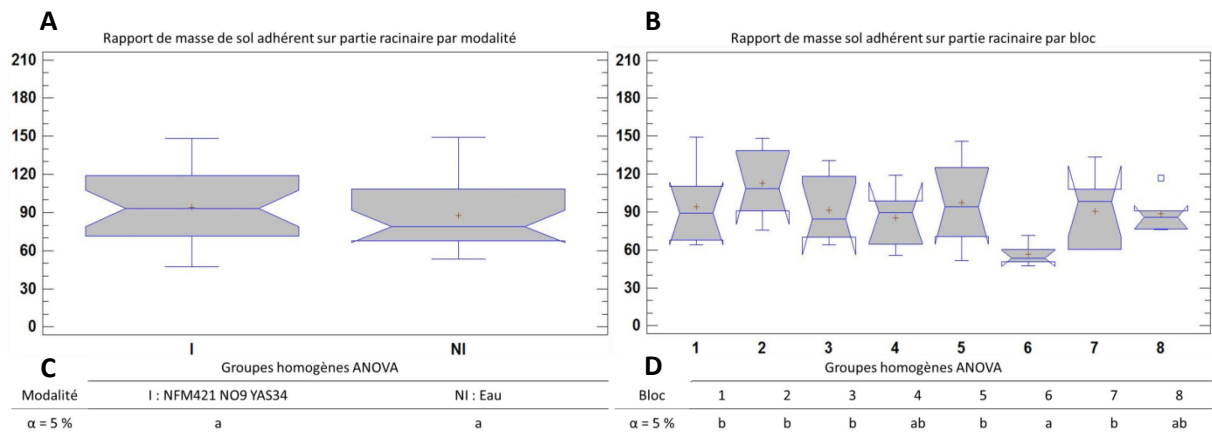 A
Rapport de masse de sol adhérent sur partie racinaire par modalité
210
180
150
120
90
60
30
0
I NI
B
Rapport de masse sol adhérent sur partie racinaire par bloc
210
180
150
120
90
60
30
0
1 2 3 4 5 6 7 8
C
Groupes homogènes ANOVA
Modalité I : NFM421 NO9 YAS34 NI : Eau
α = 5 % a a
D
Groupes homogènes ANOVA
Bloc 1 2 3 4 5 6 7 8
α = 5 % b b b ab b a b ab